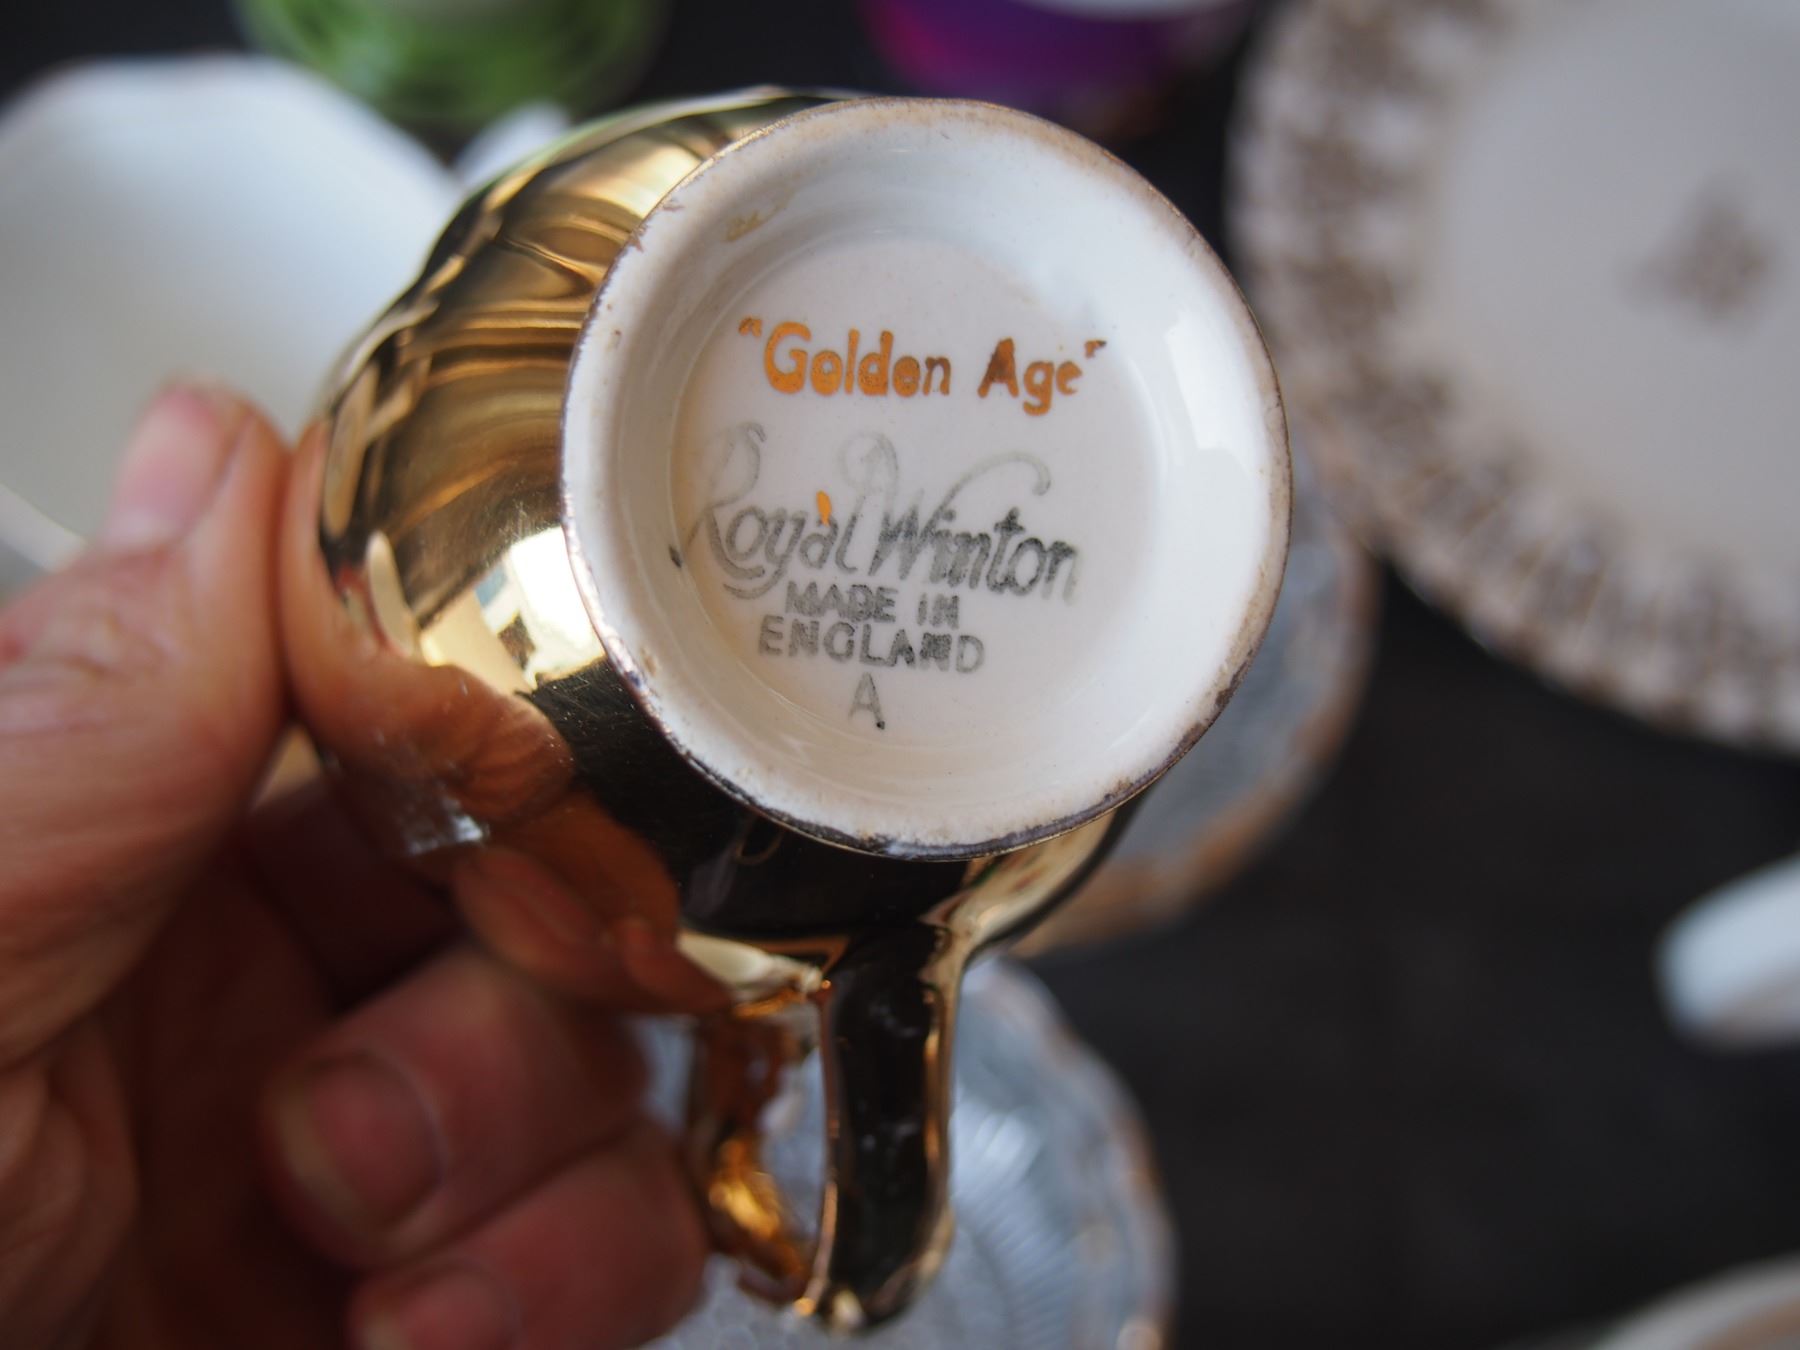 "Golden Age"
Royal Winton
MADE IN
ENGLAND
A